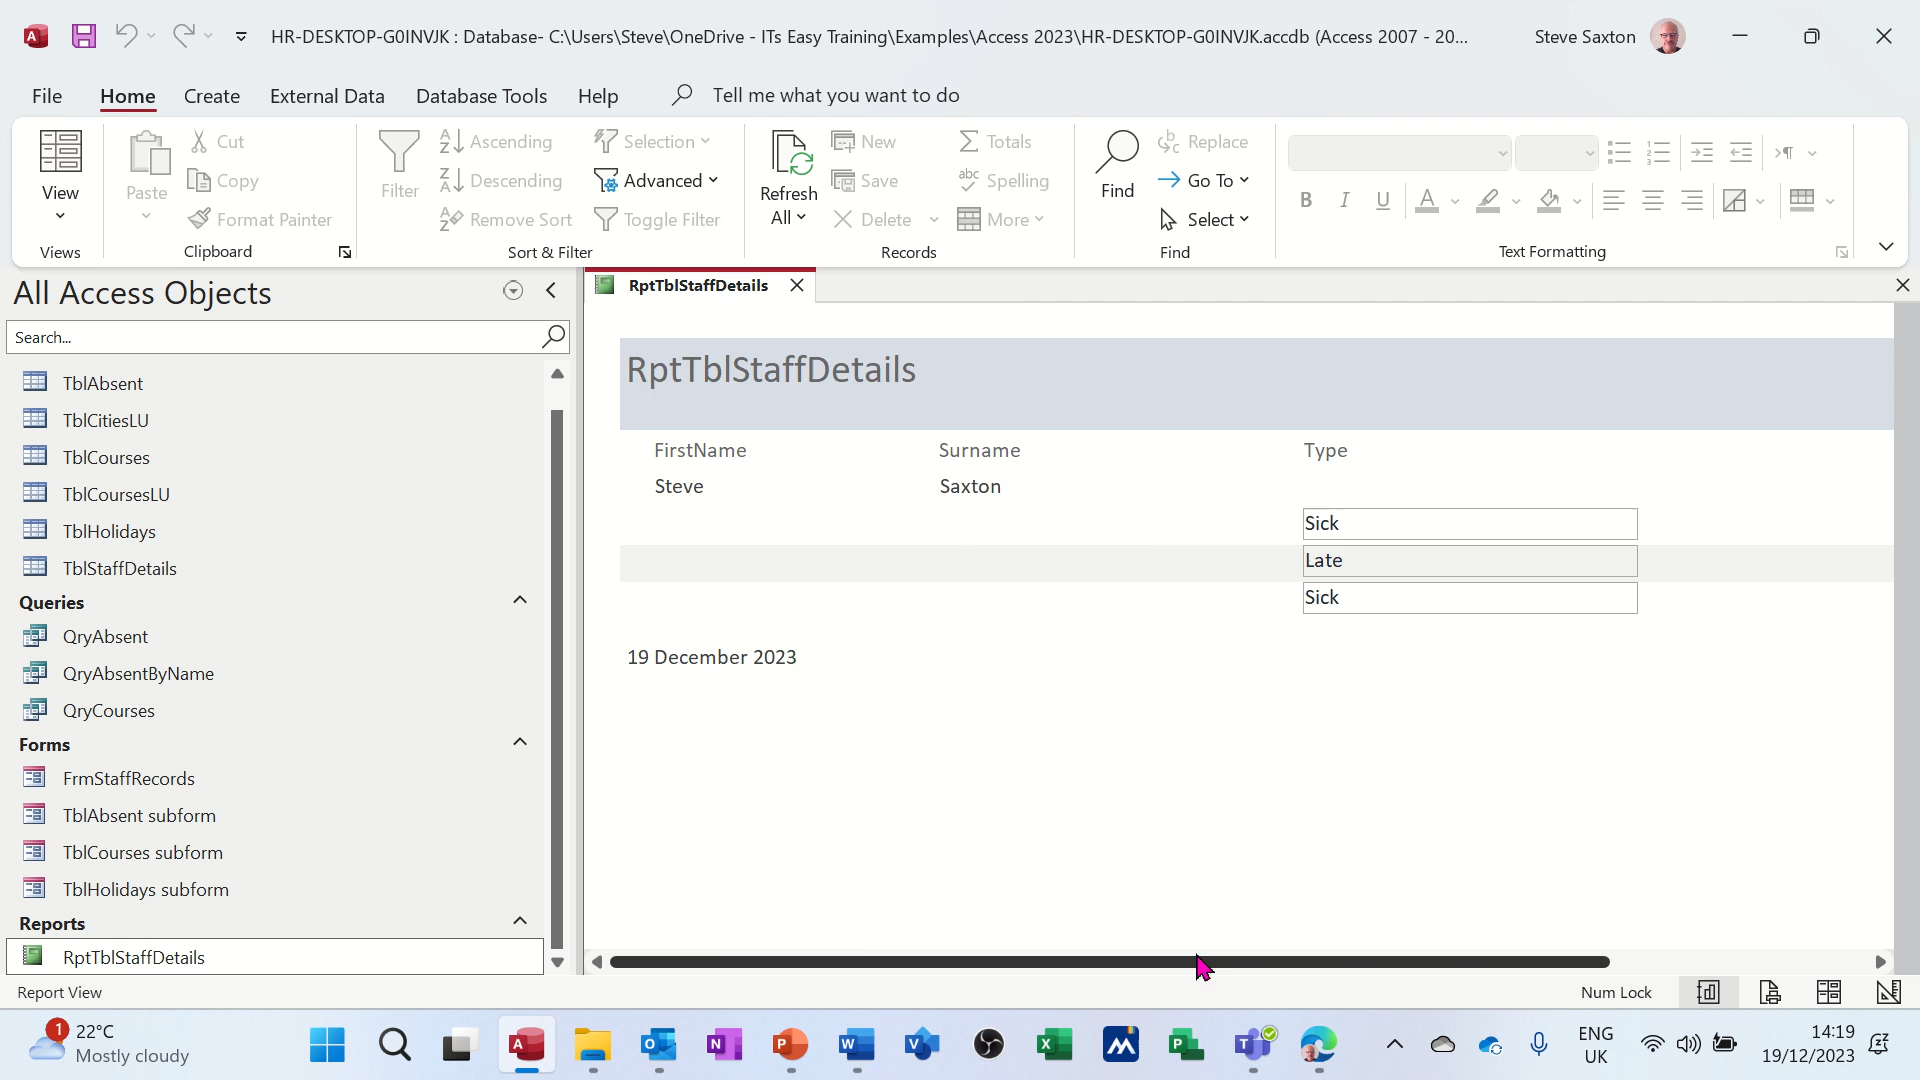 HR-DESKTOP-G0INVJK : Database- C:\Users\Steve\OneDrive - ITs Easy Training\Examples\Access 2023\HR-DESKTOP-G0INVJK.accdb (Access 2007 - 20...
Steve Saxton
File
Home
Create
External Data
Database Tools
Help
Tell me what you want to do
View
Views
Paste
Cut
Copy
Format Painter
Clipboard
Filter
Ascending
Descending
Remove Sort
Selection
Advanced
Toggle Filter
Sort & Filter
Refresh
All
New
Save
Delete
Totals
Spelling
More
Records
Find
Replace
Go To
Select
Find
B I U A
Text Formatting
All Access Objects
Search...
TblAbsent
TblCitiesLU
TblCourses
TblCoursesLU
TblHolidays
TblStaffDetails
Queries
QryAbsent
QryAbsentByName
QryCourses
Forms
FrmStaffRecords
TblAbsent subform
TblCourses subform
TblHolidays subform
Reports
RptTblStaffDetails
RptTblStaffDetails
RptTblStaffDetails
FirstName Surname Type
Steve Saxton
Sick
Late
Sick
19 December 2023
Report View
Num Lock
1
22°C
Mostly cloudy
ENG
UK
14:19
19/12/2023